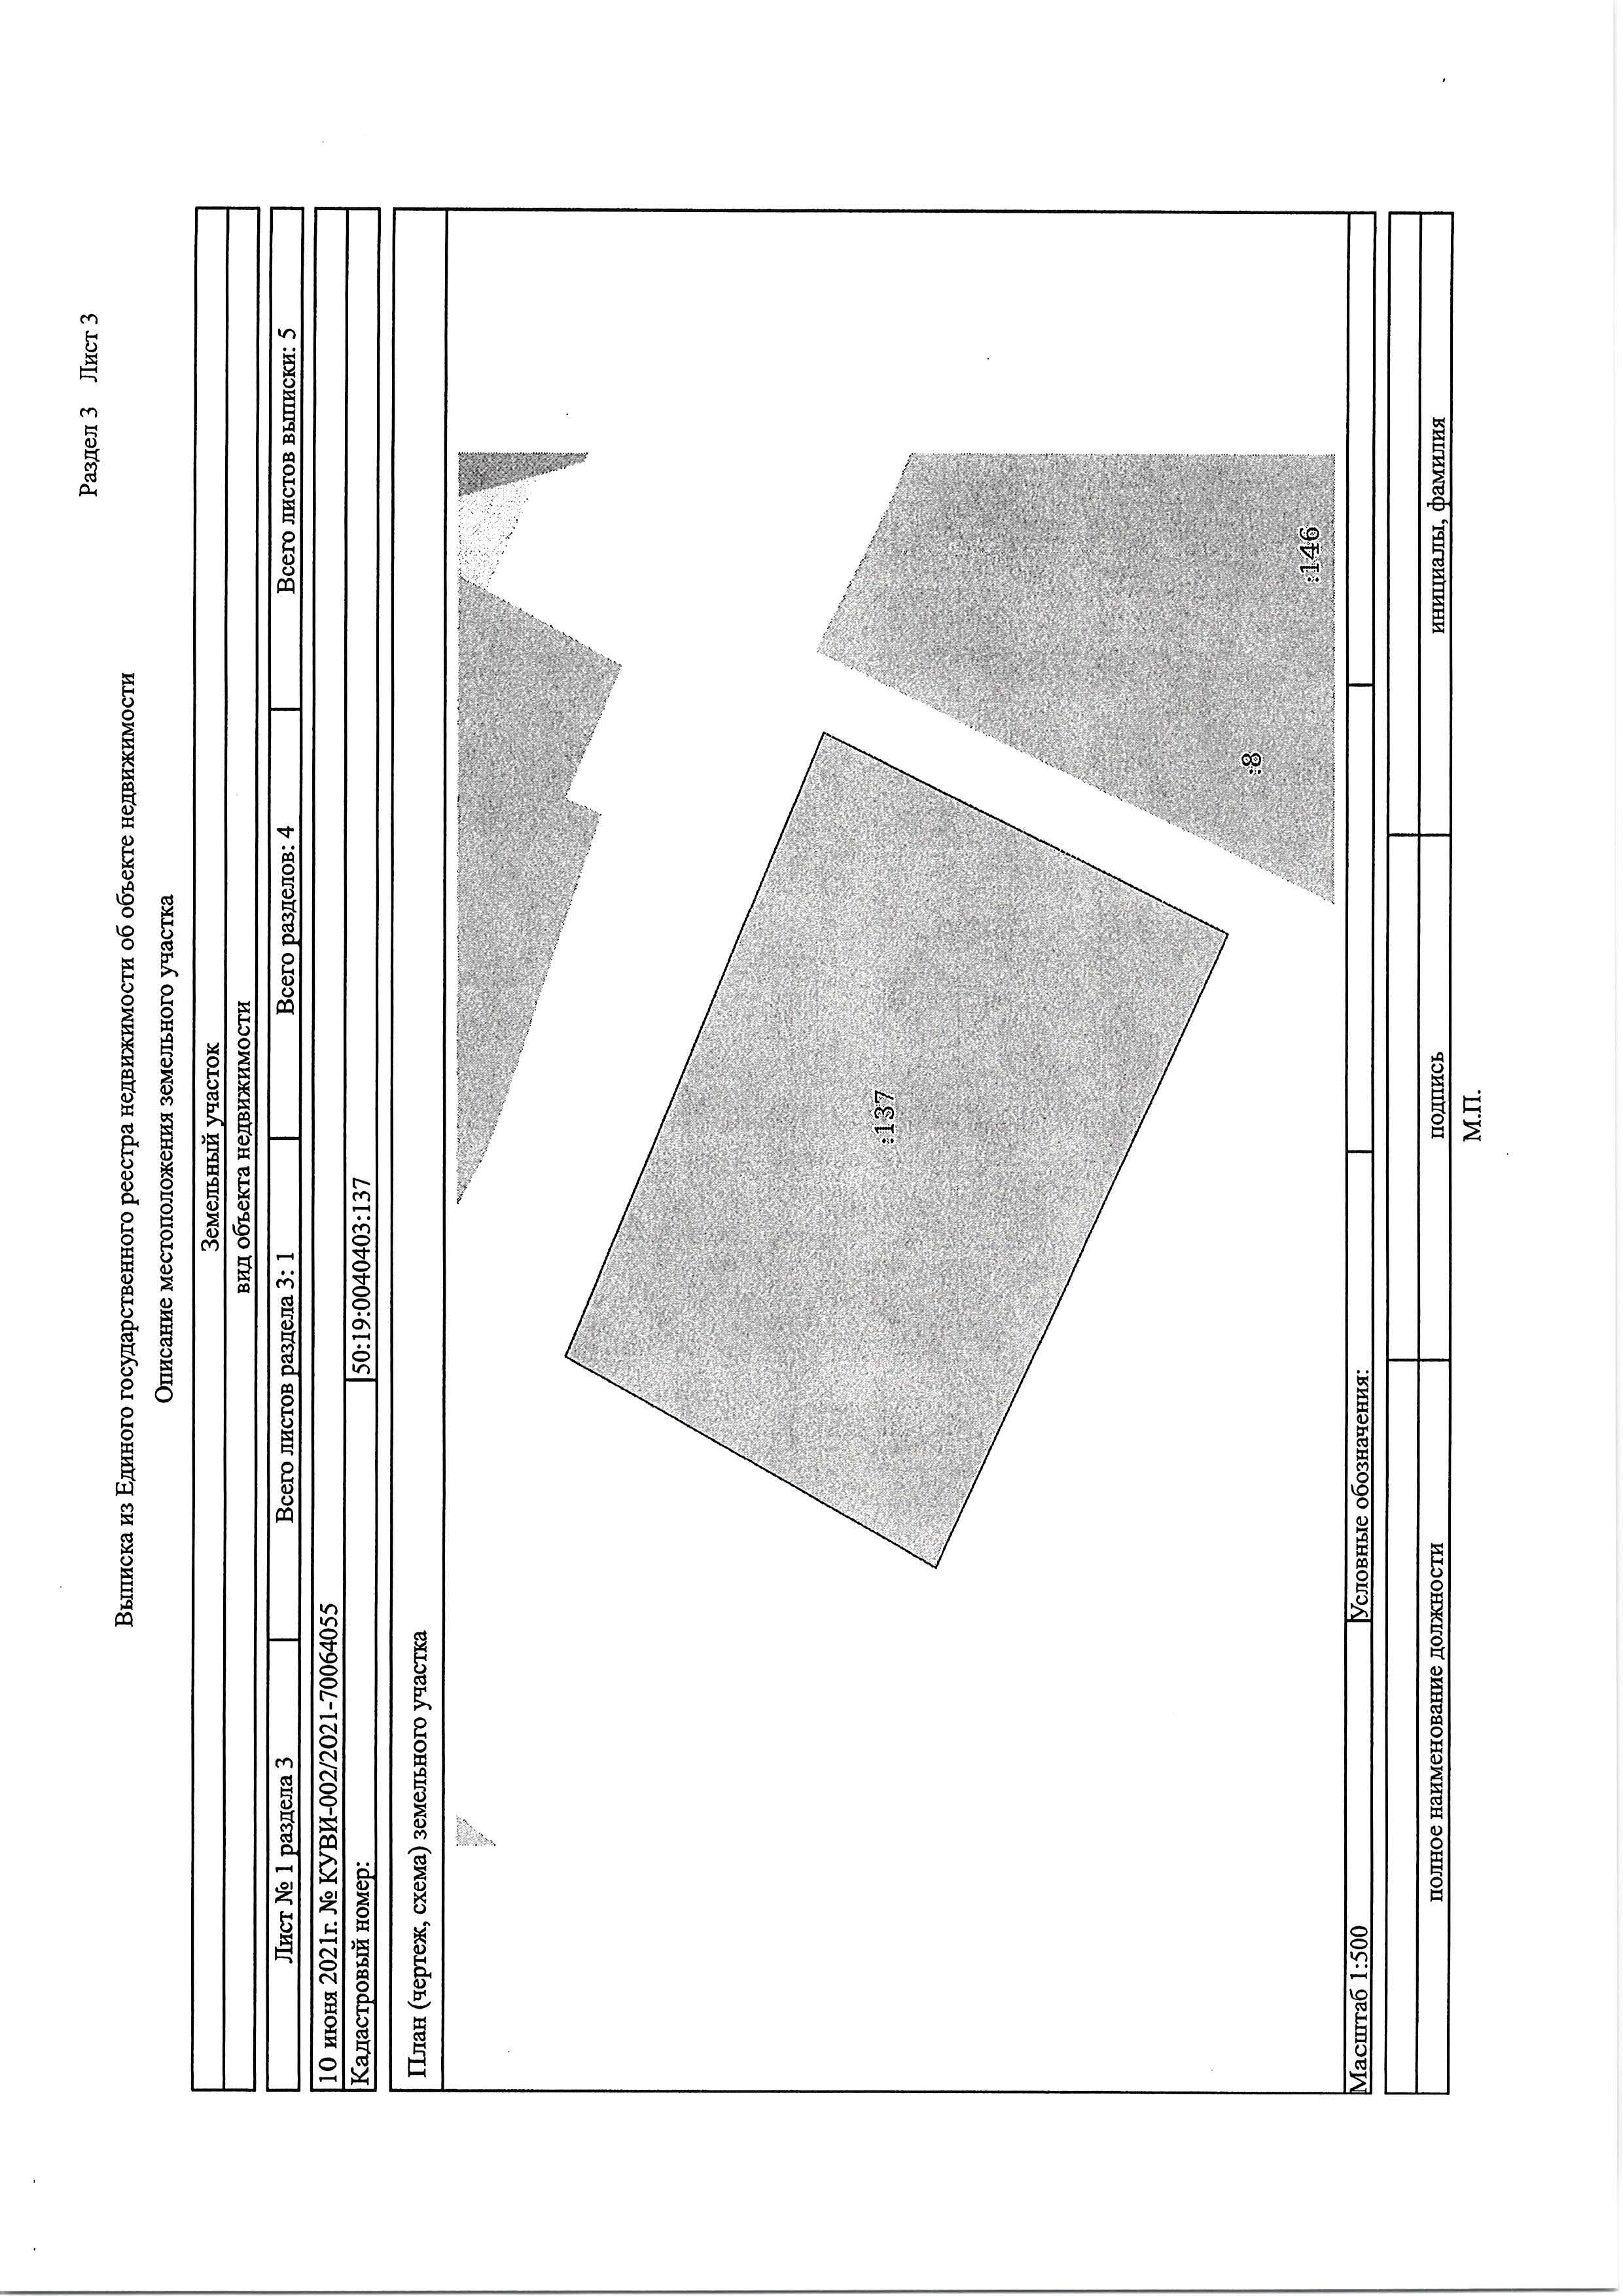 Раздел 3 Лист 3
Выписка из Единого государственного реестра недвижимости об объекте недвижимости
Описание местоположения земельного участка
Земельный участок
вид объекта недвижимости
Лист № 1 раздела 3 Всего листов раздела 3: 1 Всего разделов: 4 Всего листов выписки: 5
10 июня 2021г. № КУВИ-002/2021-70064055
Кадастровый номер: 50:19:0040403:137
План (чертеж, схема) земельного участка
:137
:8
:146
Масштаб 1:500 Условные обозначения:
полное наименование должности подпись инициалы, фамилия
М.П.